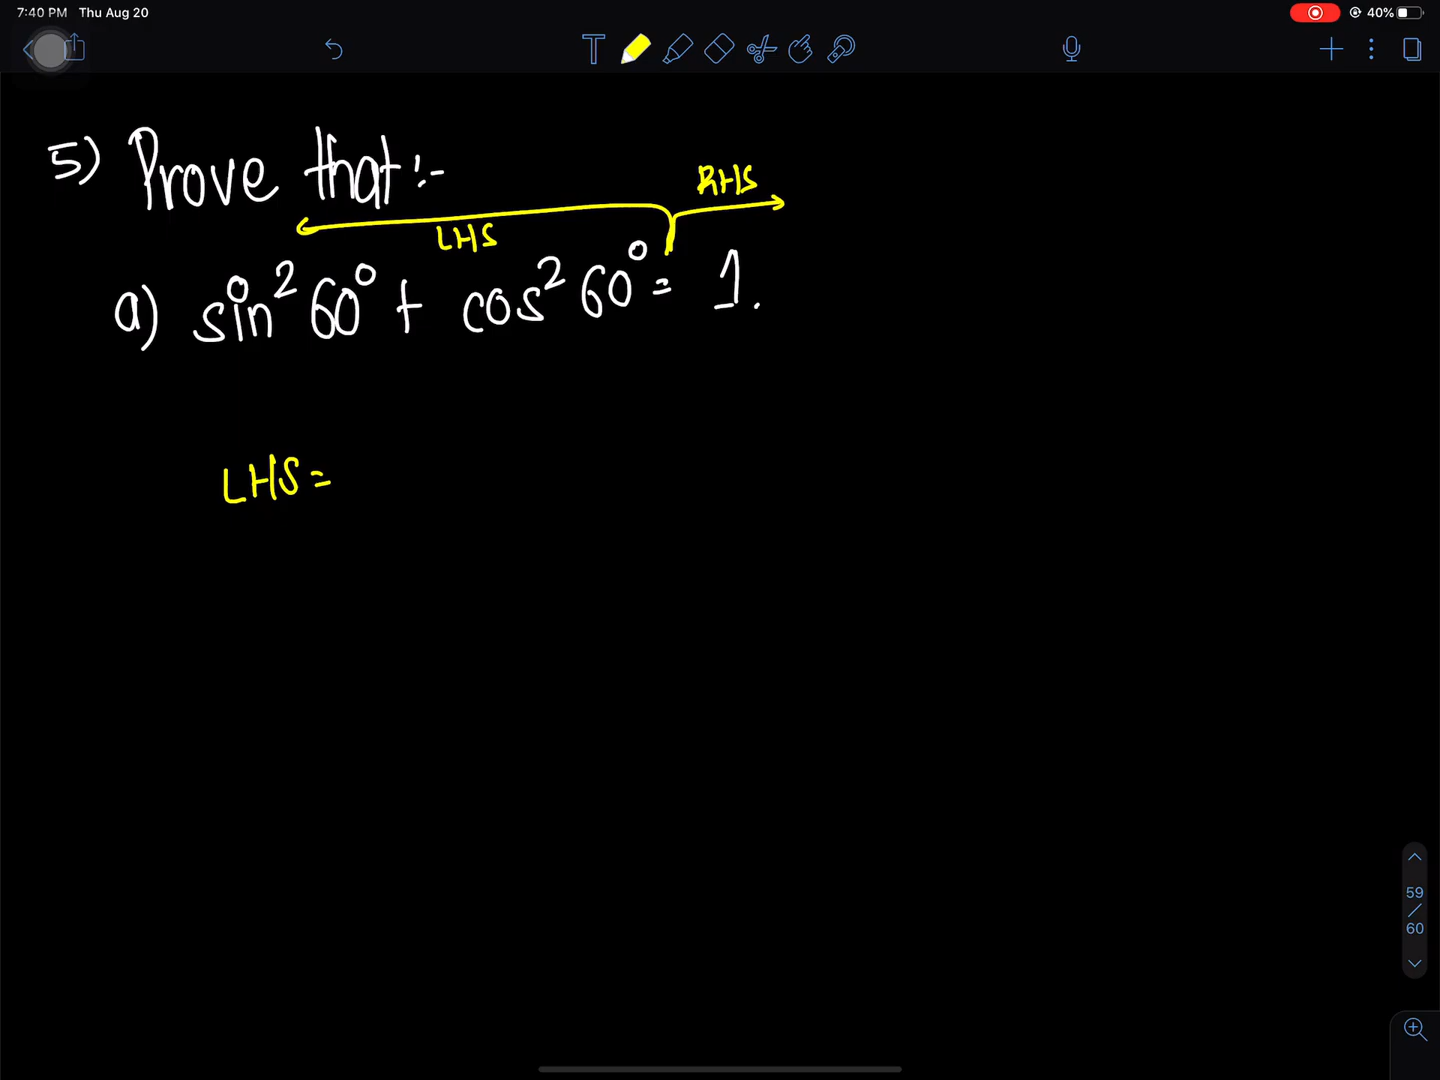 7:40 PM Thu Aug 20
40%
5) Prove that :-
RHS
LHS
a) sin² 60° + cos² 60° = 1.
LHS =
59
/
60